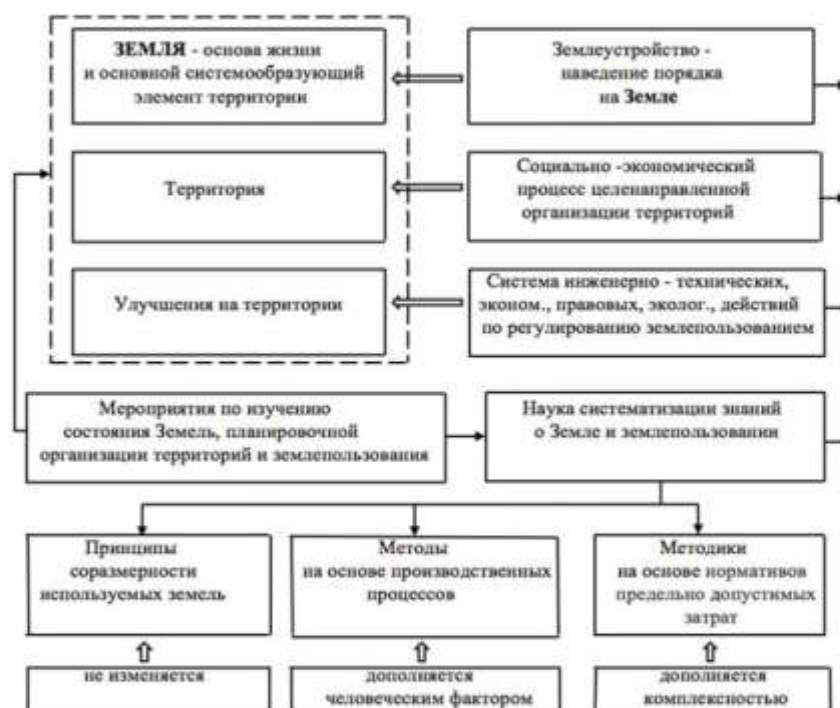 ЗЕМЛЯ - основа жизни
и основной системообразующий
элемент территории
Землеустройство -
наведение порядка
на Земле
Территория
Социально -экономический
процесс целенаправленной
организации территорий
Улучшения на территории
Система инженерно - технических,
эконом., правовых, эколог., действий
по регулированию землепользованием
Мероприятия по изучению
состояния Земель, планировочной
организации территорий и землепользования
Наука систематизации знаний
о Земле и землепользовании
Принципы
соразмерности
используемых земель
Методы
на основе производственных
процессов
Методики
на основе нормативов
предельно допустимых
затрат
не изменяется
дополняется
человеческим фактором
дополняется
комплексностью